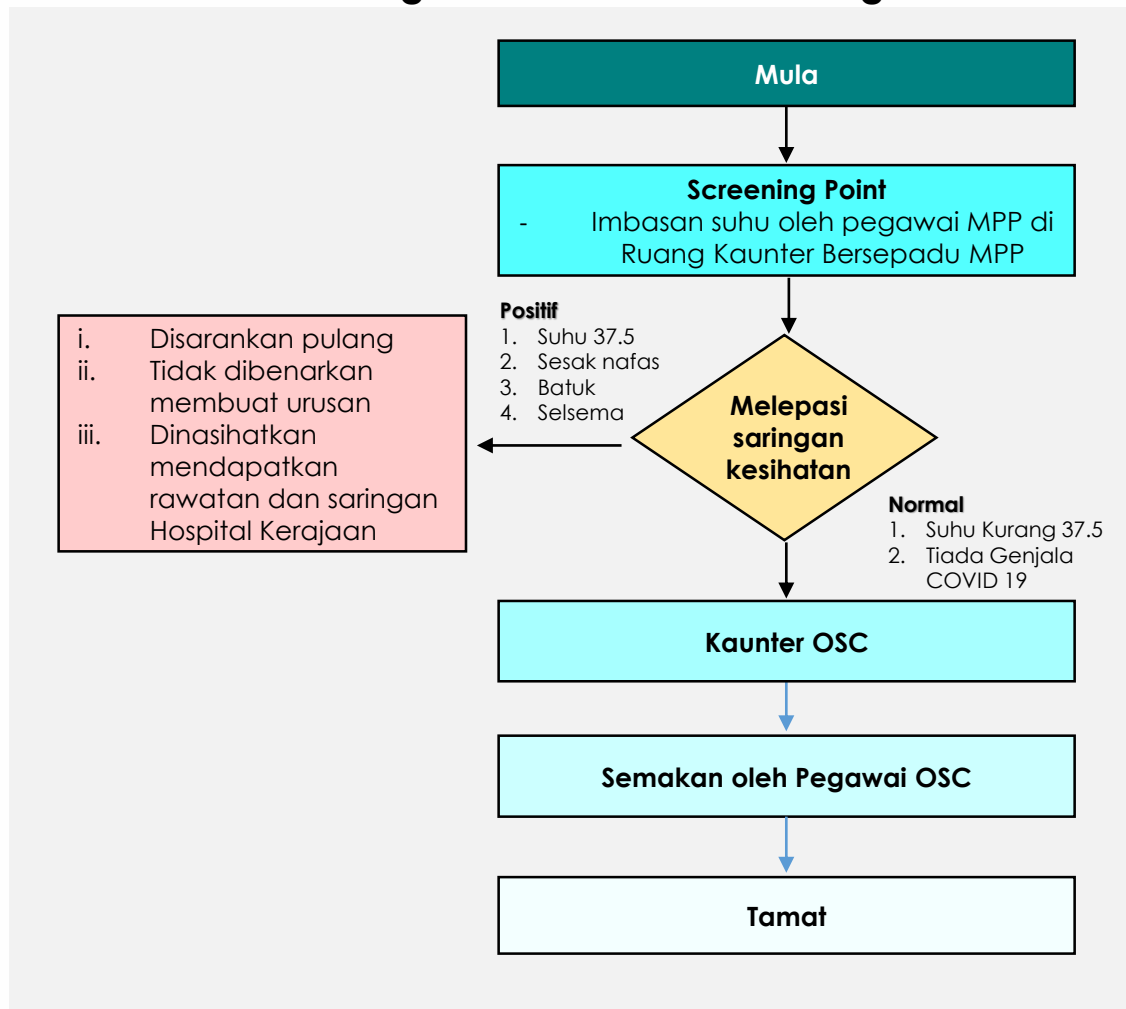 Mula
Screening Point
- Imbasan suhu oleh pegawai MPP di
Ruang Kaunter Bersepadu MPP
Positif
1. Suhu 37.5
2. Sesak nafas
3. Batuk
4. Selsema
i. Disarankan pulang
ii. Tidak dibenarkan
membuat urusan
iii. Dinasihatkan
mendapatkan
rawatan dan saringan
Hospital Kerajaan
Melepasi
saringan
kesihatan
Normal
1. Suhu Kurang 37.5
2. Tiada Genjala
COVID 19
Kaunter OSC
Semakan oleh Pegawai OSC
Tamat